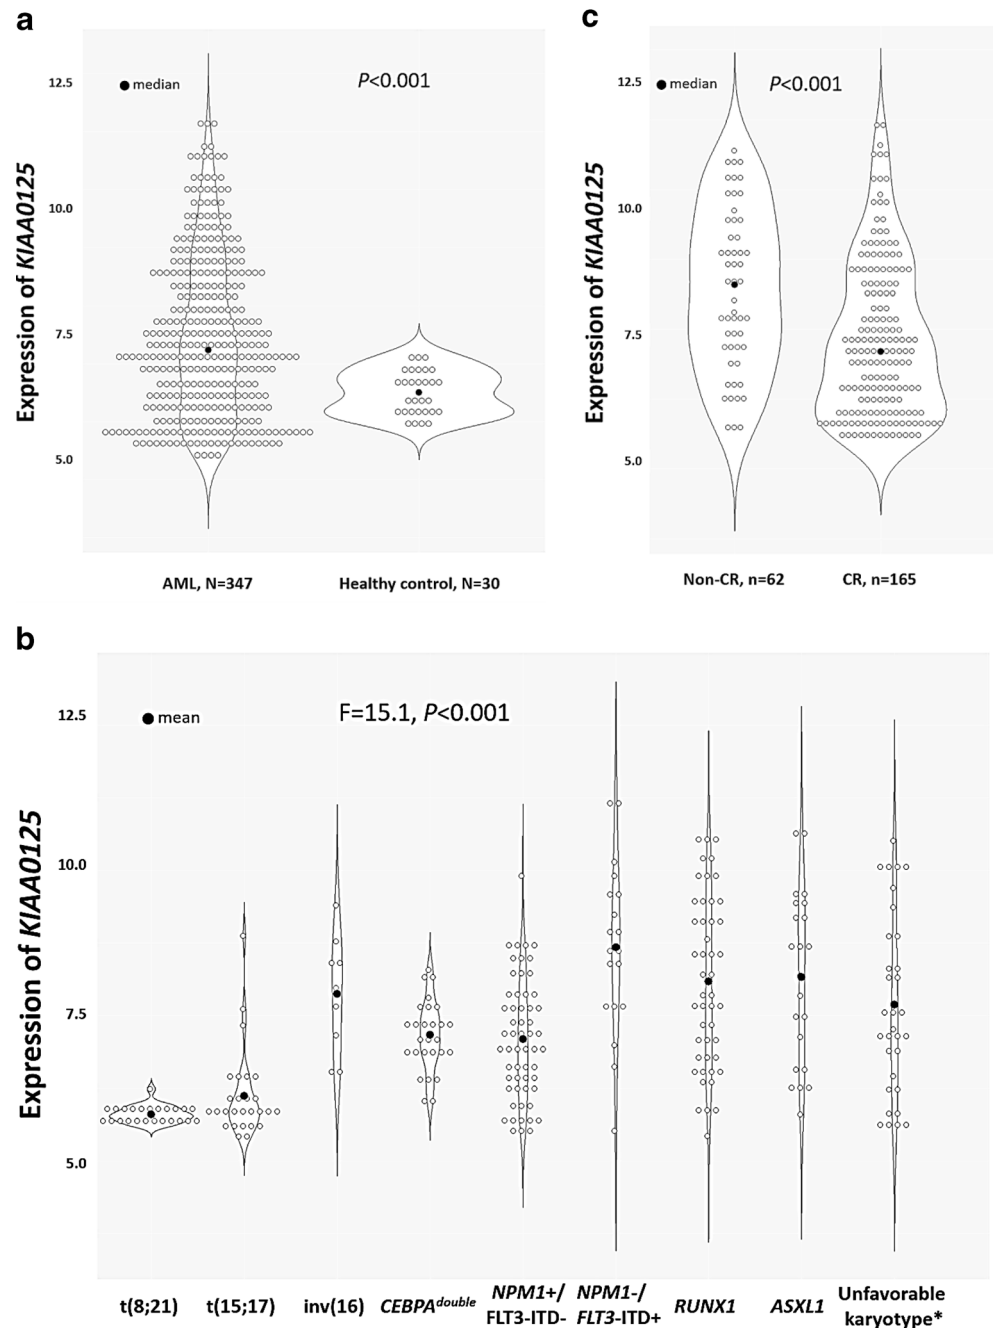 a
12.5
10.0
7.5
5.0
Expression of KIAA0125
● median
P<0.001
AML, N=347
Healthy control, N=30
c
12.5
10.0
7.5
5.0
Expression of KIAA0125
● median
P<0.001
Non-CR, n=62
CR, n=165
b
12.5
10.0
7.5
5.0
Expression of KIAA0125
● mean
F=15.1, P<0.001
t(8;21)
t(15;17)
inv(16)
CEBPAdouble
NPM1+/
FLT3-ITD-
NPM1-/
FLT3-ITD+
RUNX1
ASXL1
Unfavorable
karyotype*